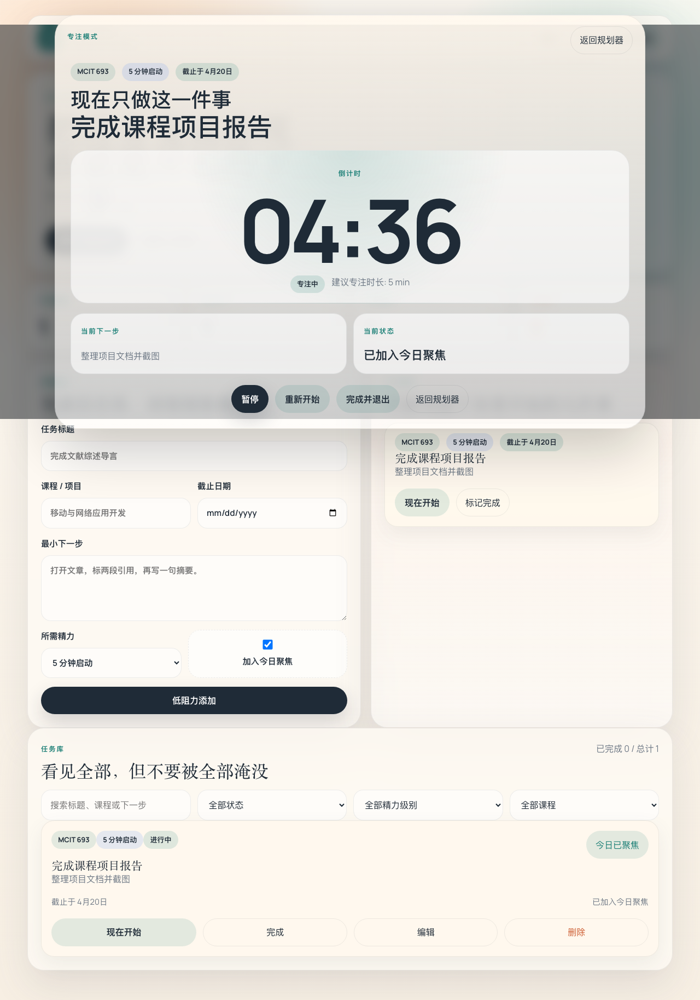 专注模式
返回规划器
MCIT 693
5 分钟启动
截止于 4月20日
现在只做这一件事
完成课程项目报告
倒计时
04:36
专注中
建议专注时长: 5 min
当前下一步
整理项目文档并截图
当前状态
已加入今日聚焦
暂停
重新开始
完成并退出
返回规划器
任务标题
完成文献综述导言
课程 / 项目
移动与网络应用开发
截止日期
mm/dd/yyyy
最小下一步
打开文章，标两段引用，再写一句摘要。
所需精力
5 分钟启动
加入今日聚焦
低阻力添加
MCIT 693
5 分钟启动
截止于 4月20日
完成课程项目报告
整理项目文档并截图
现在开始
标记完成
任务库
已完成 0 / 总计 1
看见全部，但不要被全部淹没
搜索标题、课程或下一步
全部状态
全部精力级别
全部课程
MCIT 693
5 分钟启动
进行中
今日已聚焦
完成课程项目报告
整理项目文档并截图
截止于 4月20日
已加入今日聚焦
现在开始
完成
编辑
删除